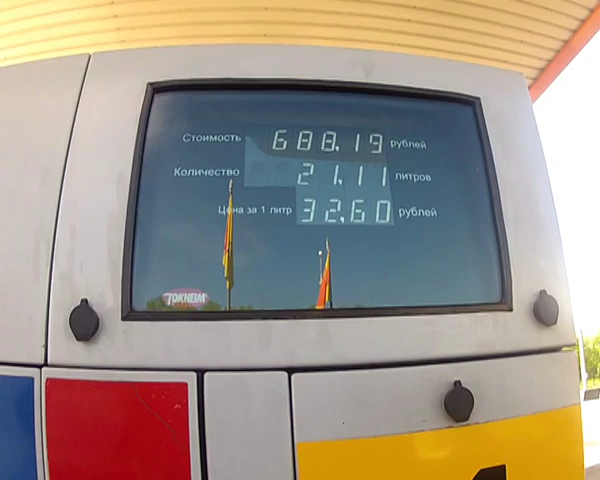 Стоимость 688.19 рублей
Количество 21.11 литров
Цена за 1 литр 32.60 рублей
TOKHEIM